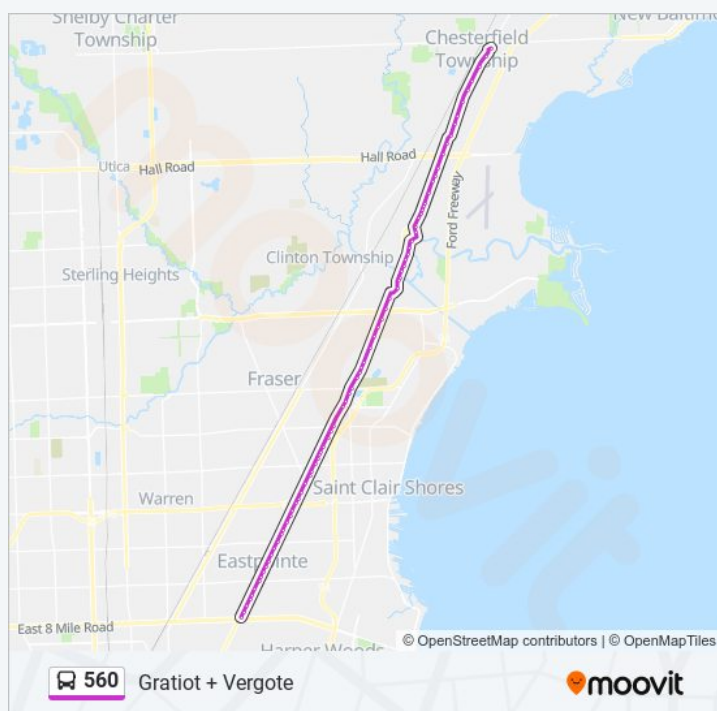 Shelby Charter
Township
New Baltimo
Chesterfield
Township
Hall Road
Utica
Hall Road
Ford Freeway
Clinton Township
Sterling Heights
Fraser
Saint Clair Shores
Warren
Eastpointe
East 8 Mile Road
Harper Woods
© OpenStreetMap contributors | © OpenMapTiles
560 Gratiot + Vergote
moovit